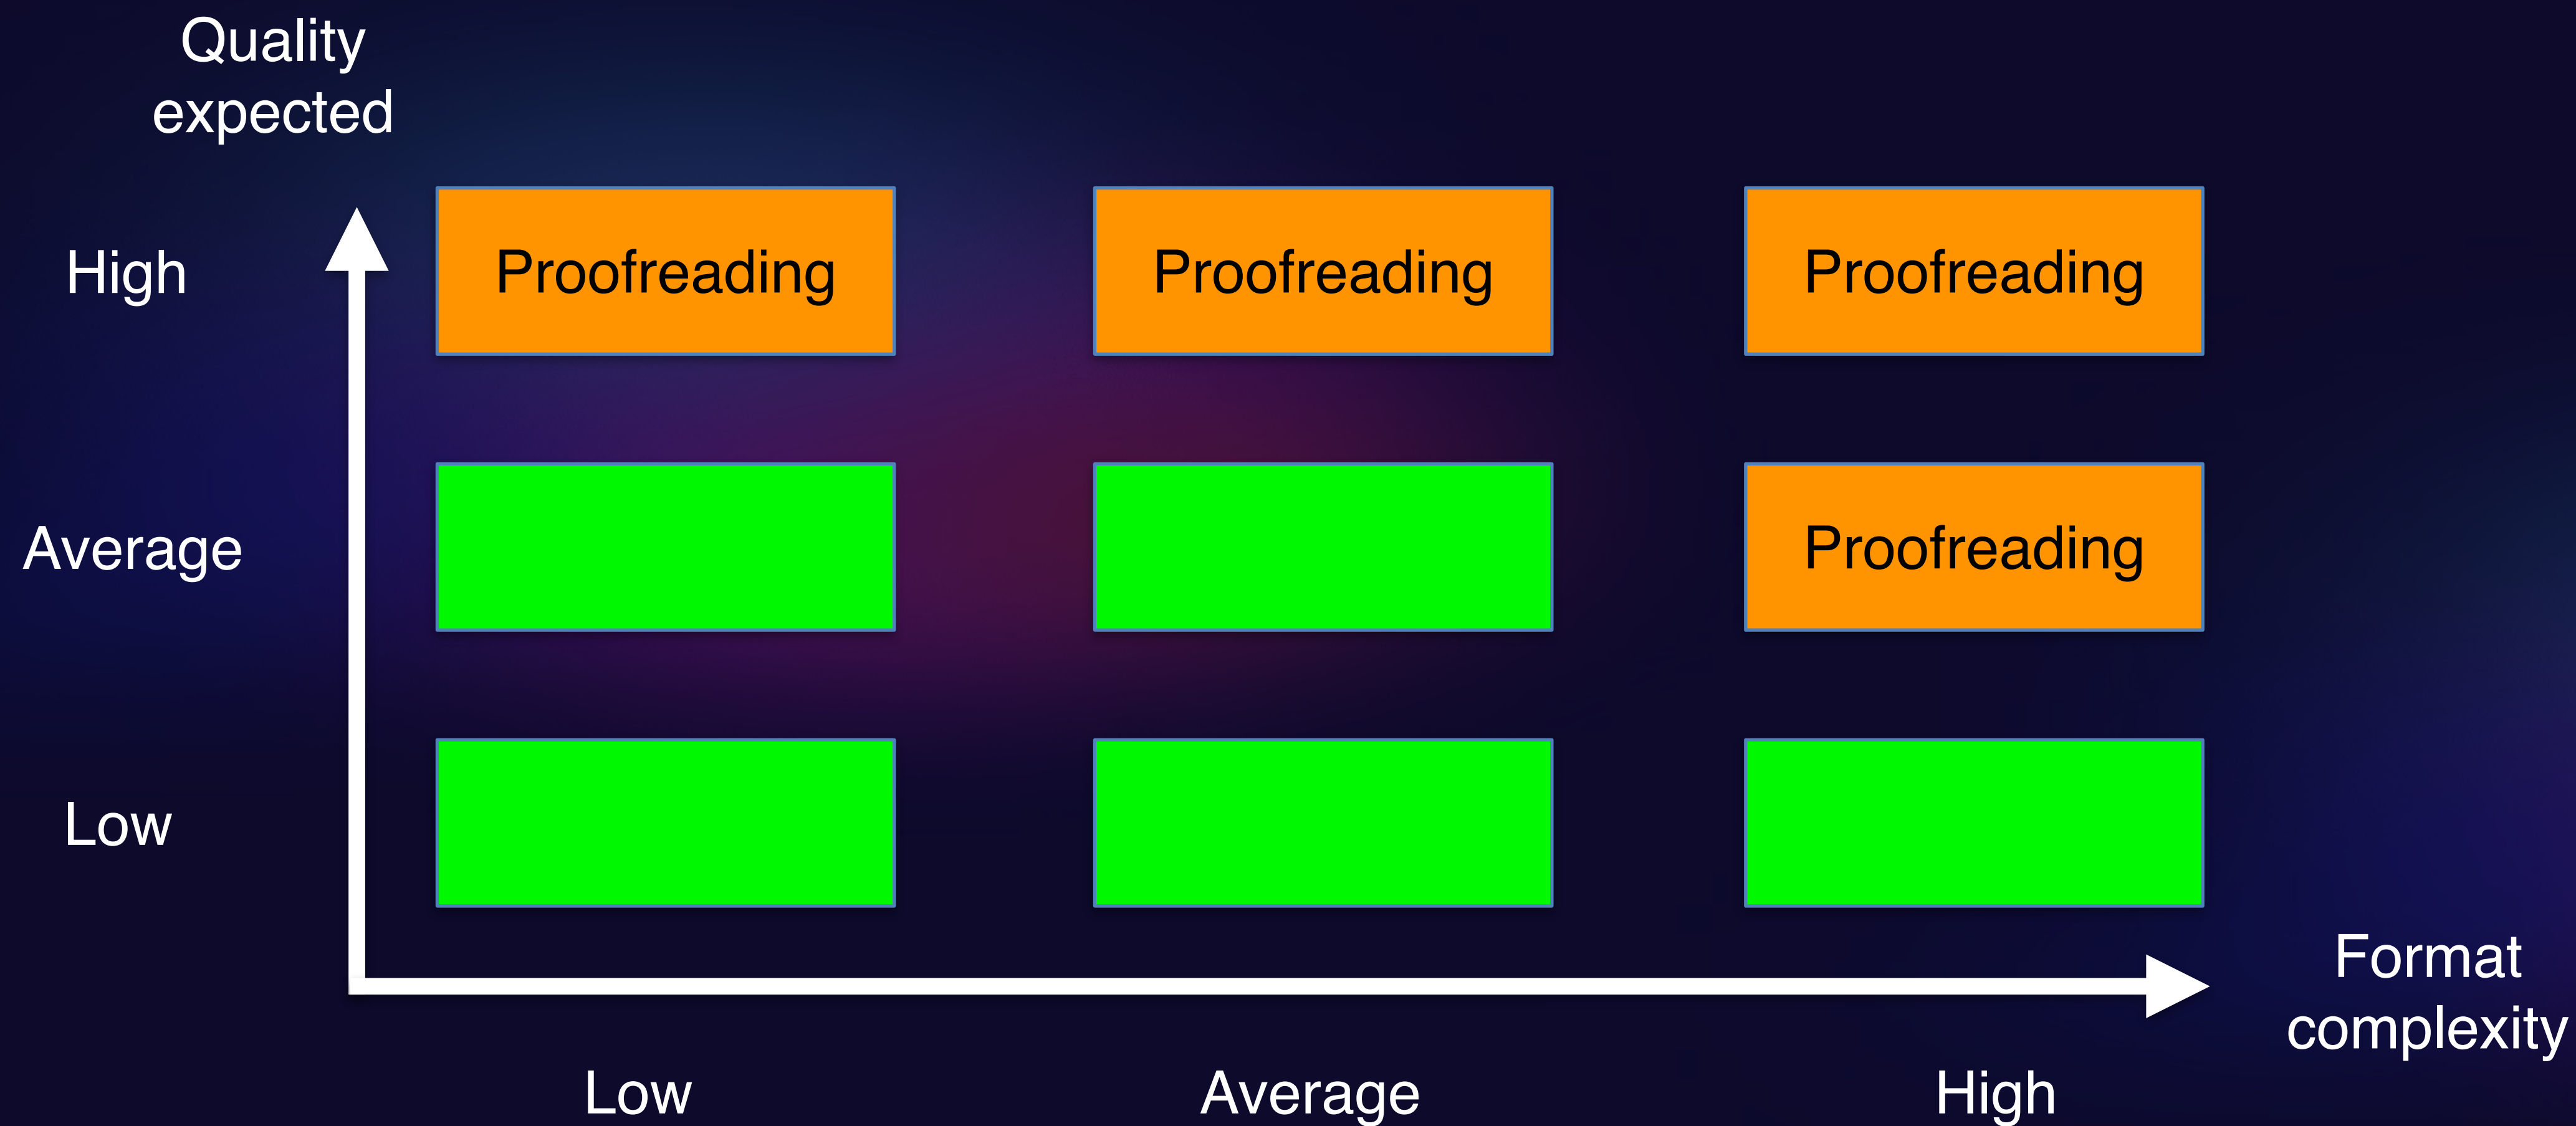 Quality
expected
High
Proofreading
Proofreading
Proofreading
Average
Proofreading
Low
Format
complexity
Low
Average
High